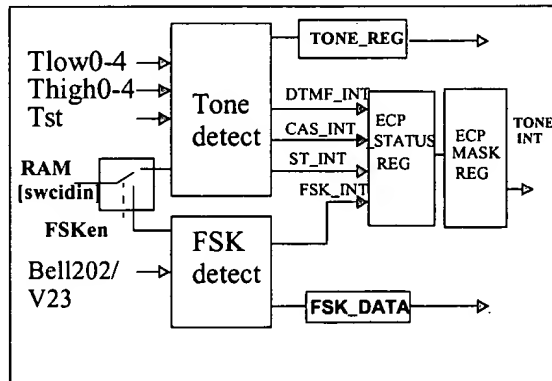 TONE_REG
Tlow0-4
Thigh0-4
Tst
Tone
detect
DTMF_INT
CAS_INT
ST_INT
FSK_INT
ECP
STATUS
REG
ECP
MASK
REG
TONE
INT
RAM
[swcidin]
FSKen
FSK
detect
Bell202/
V23
FSK_DATA